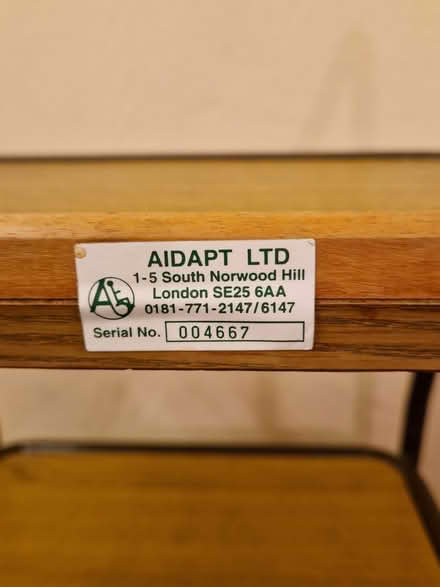 AIDAPT LTD
1-5 South Norwood Hill
London SE25 6AA
0181-771-2147/6147
Serial No. 004667